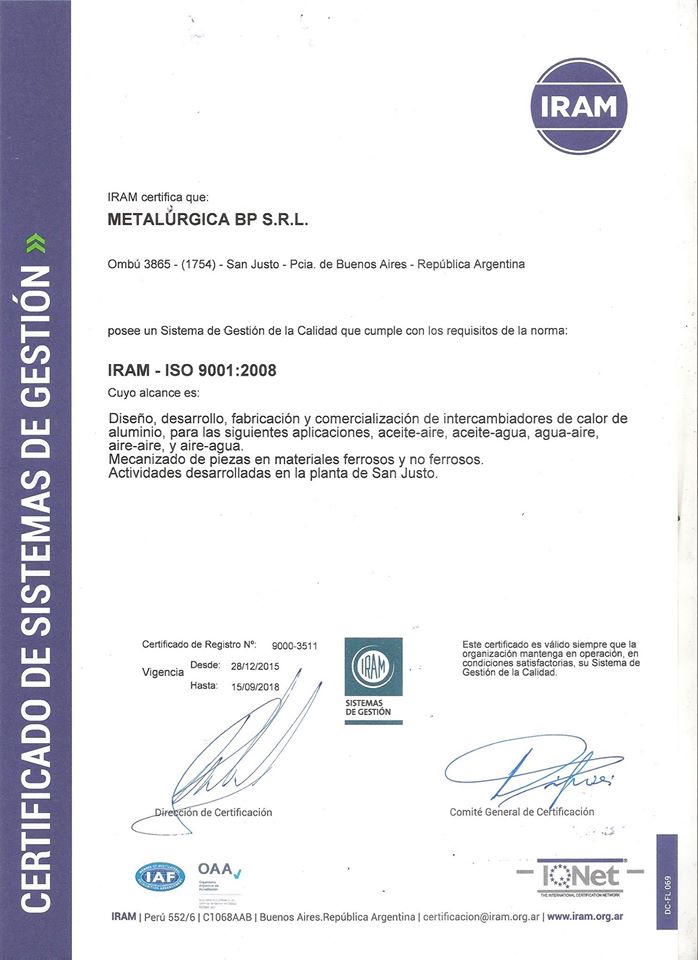 CERTIFICADO DE SISTEMAS DE GESTIÓN
IRAM
IRAM certifica que:
METALÚRGICA BP S.R.L.
Ombú 3865 - (1754) - San Justo - Pcia. de Buenos Aires - República Argentina
posee un Sistema de Gestión de la Calidad que cumple con los requisitos de la norma:
IRAM - ISO 9001:2008
Cuyo alcance es:
Diseño, desarrollo, fabricación y comercialización de intercambiadores de calor de
aluminio, para las siguientes aplicaciones, aceite-aire, aceite-agua, agua-aire,
aire-aire, y aire-agua.
Mecanizado de piezas en materiales ferrosos y no ferrosos.
Actividades desarrolladas en la planta de San Justo.
Certificado de Registro Nº: 9000-3511
Vigencia
Desde: 28/12/2015
Hasta: 15/09/2018
IRAM
SISTEMAS
DE GESTIÓN
Este certificado es válido siempre que la
organización mantenga en operación, en
condiciones satisfactorias, su Sistema de
Gestión de la Calidad.
Dirección de Certificación
Comité General de Certificación
IAF
OAA
Organismo
Argentino de
Acreditación
IQNet
THE INTERNATIONAL CERTIFICATION NETWORK
DC-FL 069
IRAM | Perú 552/6 | C1068AAB | Buenos Aires.República Argentina | certificacion@iram.org.ar | www.iram.org.ar